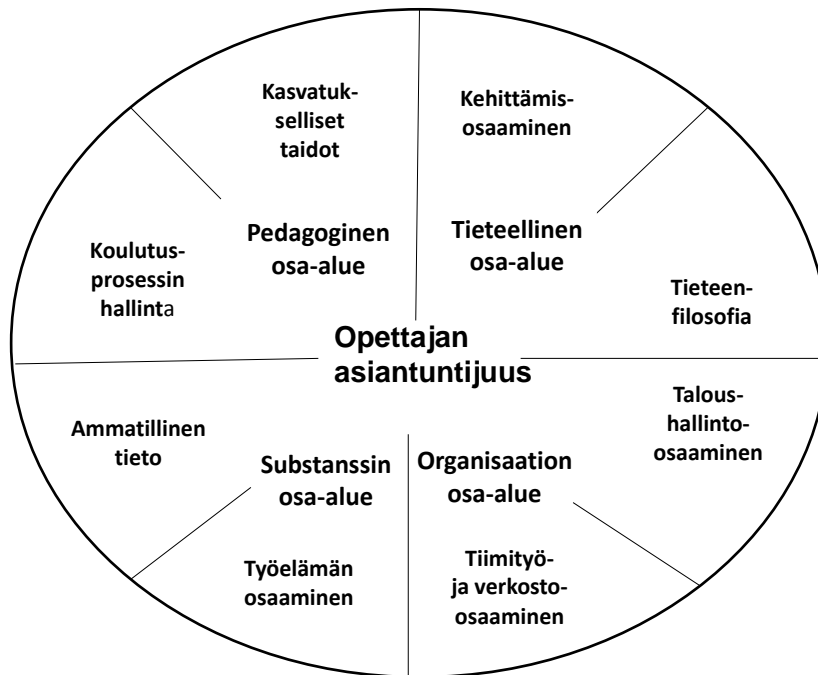 Kasvatuk-
selliset
taidot
Kehittämis-
osaaminen
Koulutus-
prosessin
hallinta
Pedagoginen
osa-alue
Tieteellinen
osa-alue
Tieteen-
filosofia
Opettajan
asiantuntijuus
Ammatillinen
tieto
Substanssin
osa-alue
Organisaation
osa-alue
Talous-
hallinto-
osaaminen
Työelämän
osaaminen
Tiimityö-
ja verkosto-
osaaminen